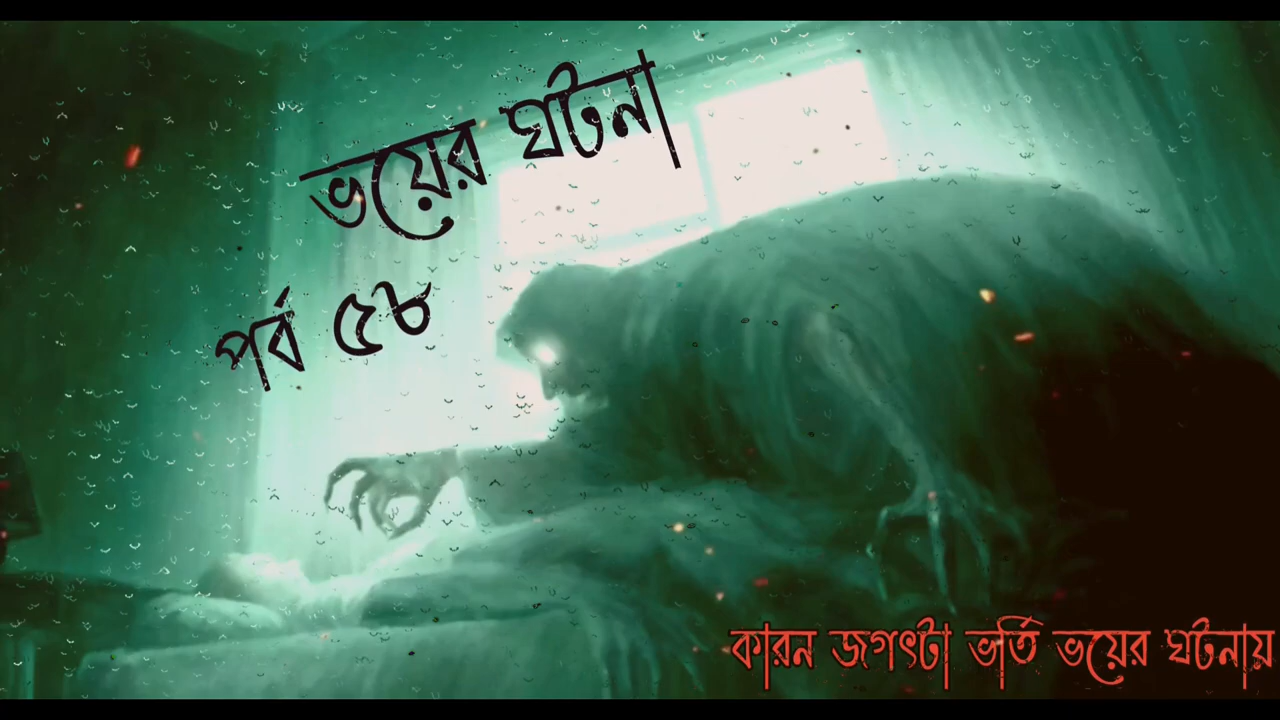 ভয়ের ঘটনা
পর্ব ৫৮
কারন জগৎটা ভর্তি ভয়ের ঘটনায়